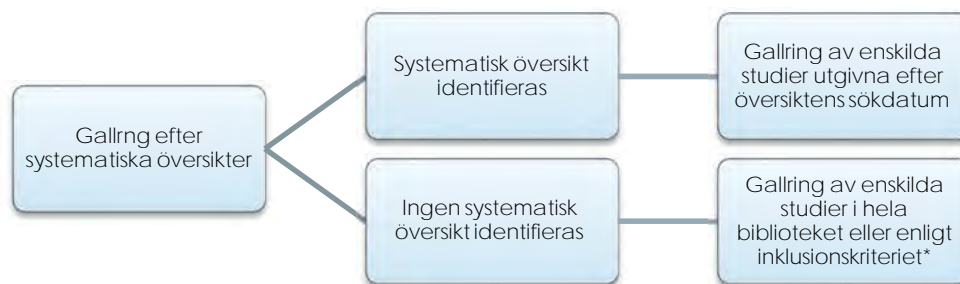 Gallrng efter
systematiska översikter
Systematisk översikt
identifieras
Gallring av enskilda
studier utgivna efter
översiktens sökdatum
Ingen systematisk
översikt identifieras
Gallring av enskilda
studier i hela
biblioteket eller enligt
inklusionskriteriet*